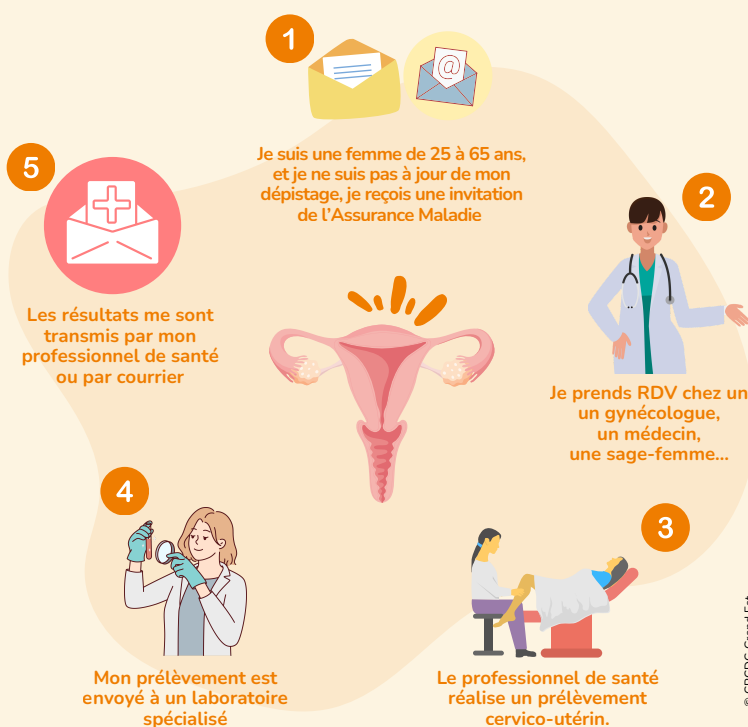 1
@
Je suis une femme de 25 à 65 ans,
et je ne suis pas à jour de mon
dépistage, je reçois une invitation
de l'Assurance Maladie
2
Je prends RDV chez un
un gynécologue,
un médecin,
une sage-femme...
3
Le professionnel de santé
réalise un prélèvement
cervico-utérin.
4
Mon prélèvement est
envoyé à un laboratoire
spécialisé
5
Les résultats me sont
transmis par mon
professionnel de santé
ou par courrier